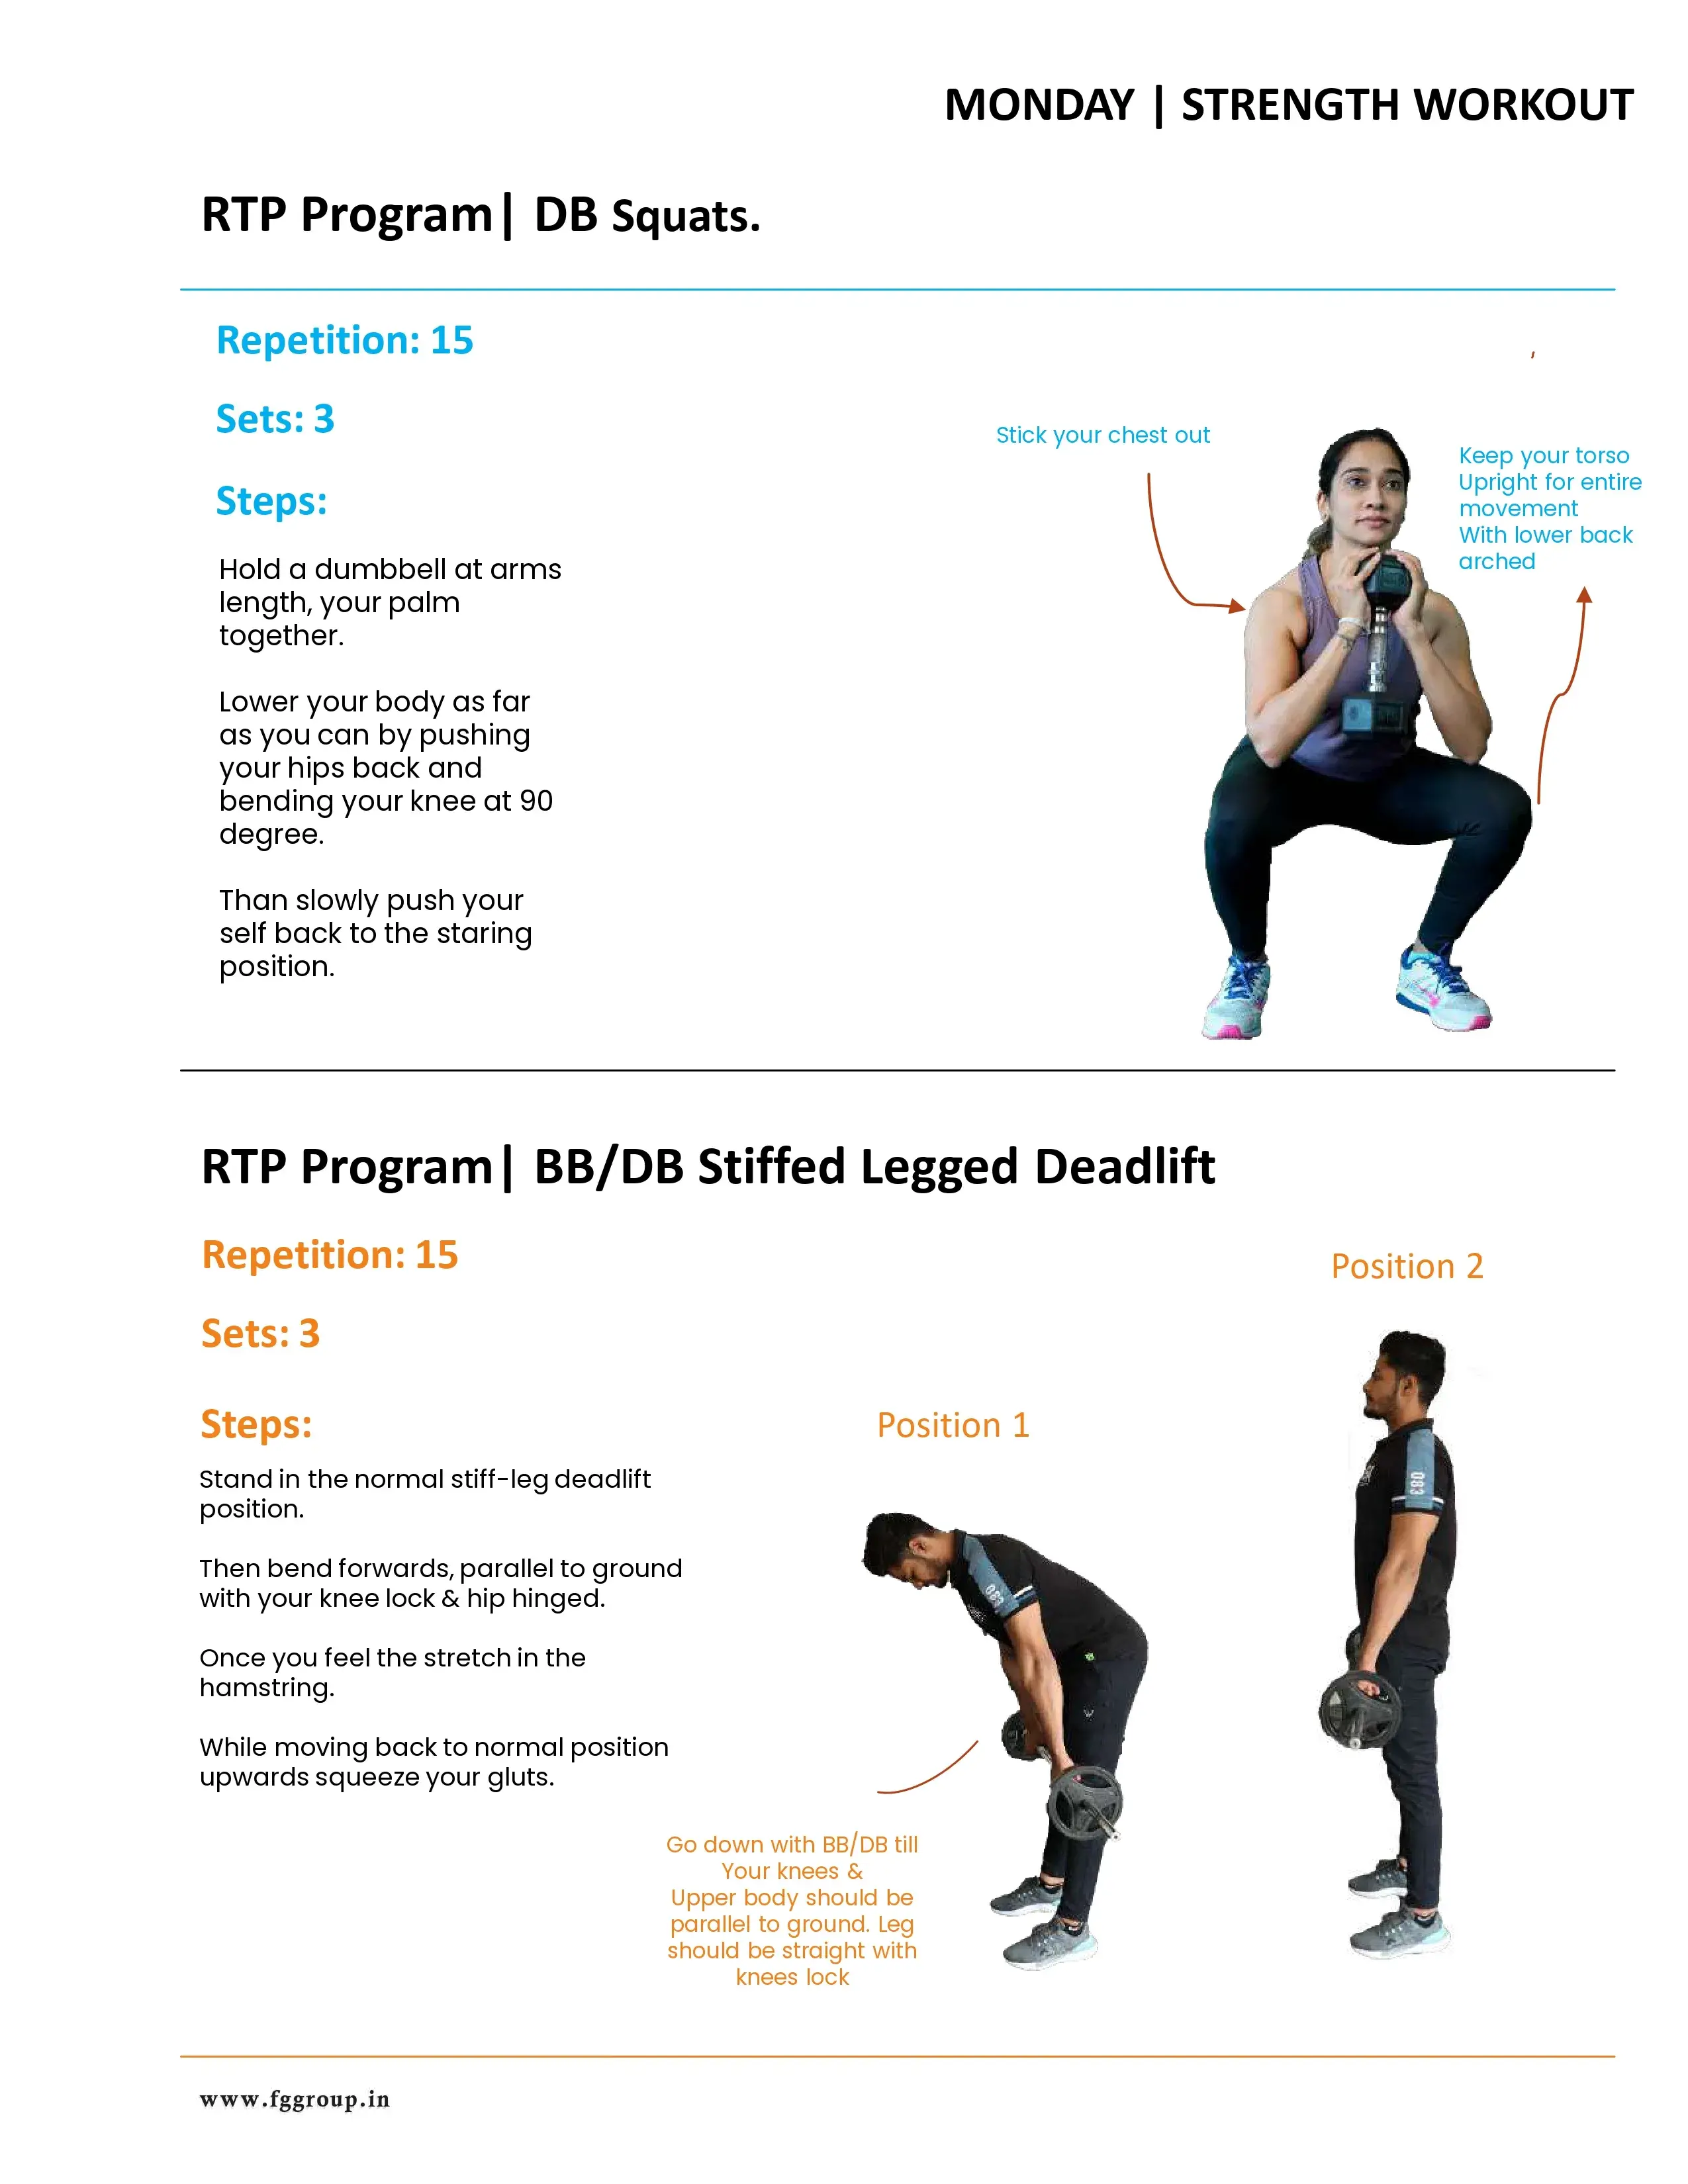 MONDAY | STRENGTH WORKOUT
RTP Program| DB Squats.
Repetition: 15
Sets: 3
Steps:
Hold a dumbbell at arms
length, your palm
together.
Lower your body as far
as you can by pushing
your hips back and
bending your knee at 90
degree.
Than slowly push your
self back to the staring
position.
,
Stick your chest out
Keep your torso
Upright for entire
movement
With lower back
arched
RTP Program| BB/DB Stiffed Legged Deadlift
Repetition: 15
Sets: 3
Steps:
Stand in the normal stiff-leg deadlift
position.
Then bend forwards, parallel to ground
with your knee lock & hip hinged.
Once you feel the stretch in the
hamstring.
While moving back to normal position
upwards squeeze your gluts.
Position 1
Position 2
083
083
Go down with BB/DB till
Your knees &
Upper body should be
parallel to ground. Leg
should be straight with
knees lock
www.fggroup.in